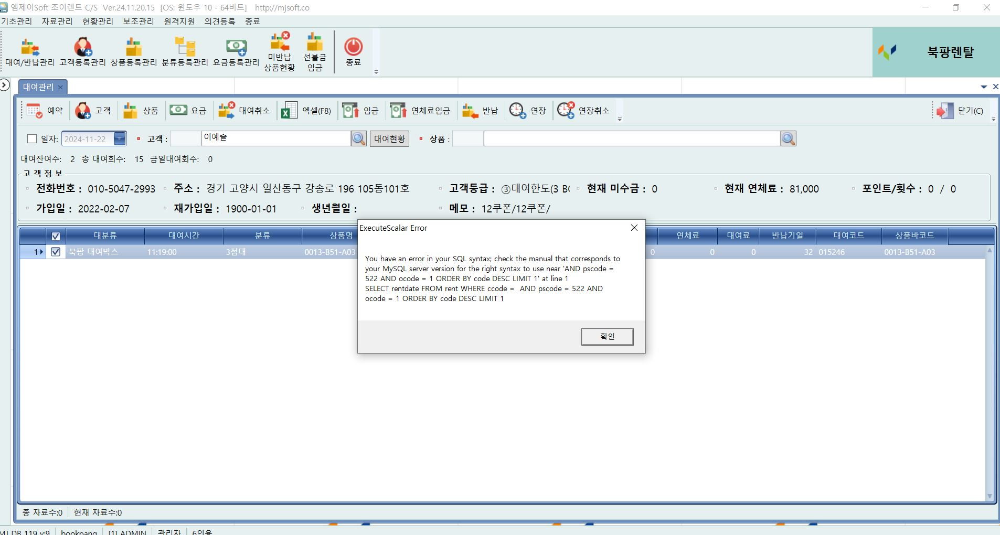 엠제이Soft 조이렌트 C/S Ver.24.11.20.15 [OS: 윈도우 10 - 64비트] http://mjsoft.co
기초관리 자료관리 현황관리 보조관리 원격지원 의견등록 종료
대여/반납관리 고객등록관리 상품등록관리 분류등록관리 요금등록관리 미반납 상품현황 선불금 입금 종료
북팡렌탈
대여관리
예약 고객 상품 요금 대여취소 엑셀(F8) 입금 연체료입금 반납 연장 연장취소 닫기(C)
일자: 2024-11-22 고객 : 이예슬 대여현황 상품 :
대여잔여수: 2 총 대여회수: 15 금일대여회수: 0
고 객 정 보
전화번호 : 010-5047-2993 주소 : 경기 고양시 일산동구 강송로 196 105동101호 고객등급 : ③대여한도(3 현재 미수금 : 0 현재 연체료 : 81,000 포인트/횟수 : 0 / 0
가입일 : 2022-02-07 재가입일 : 1900-01-01 생년월일 : 메모 : 12쿠폰/12쿠폰/
대분류 대여시간 분류 상품명 연체료 대여료 반납기일 대여코드 상품바코드
1 북팡 대여박스 11:19:00 3점대 0013-B51-A03 0 0 0 32 015246 0013-B51-A03
ExecuteScalar Error
You have an error in your SQL syntax; check the manual that corresponds to
your MySQL server version for the right syntax to use near 'AND pscode =
522 AND ocode = 1 ORDER BY code DESC LIMIT 1' at line 1
SELECT rentdate FROM rent WHERE ccode =  AND pscode = 522 AND
ocode = 1 ORDER BY code DESC LIMIT 1
확인
총 자료수:0 현재 자료수:0
MJ_DB 119 v:9 bookpang [1] ADMIN 관리자 6인용